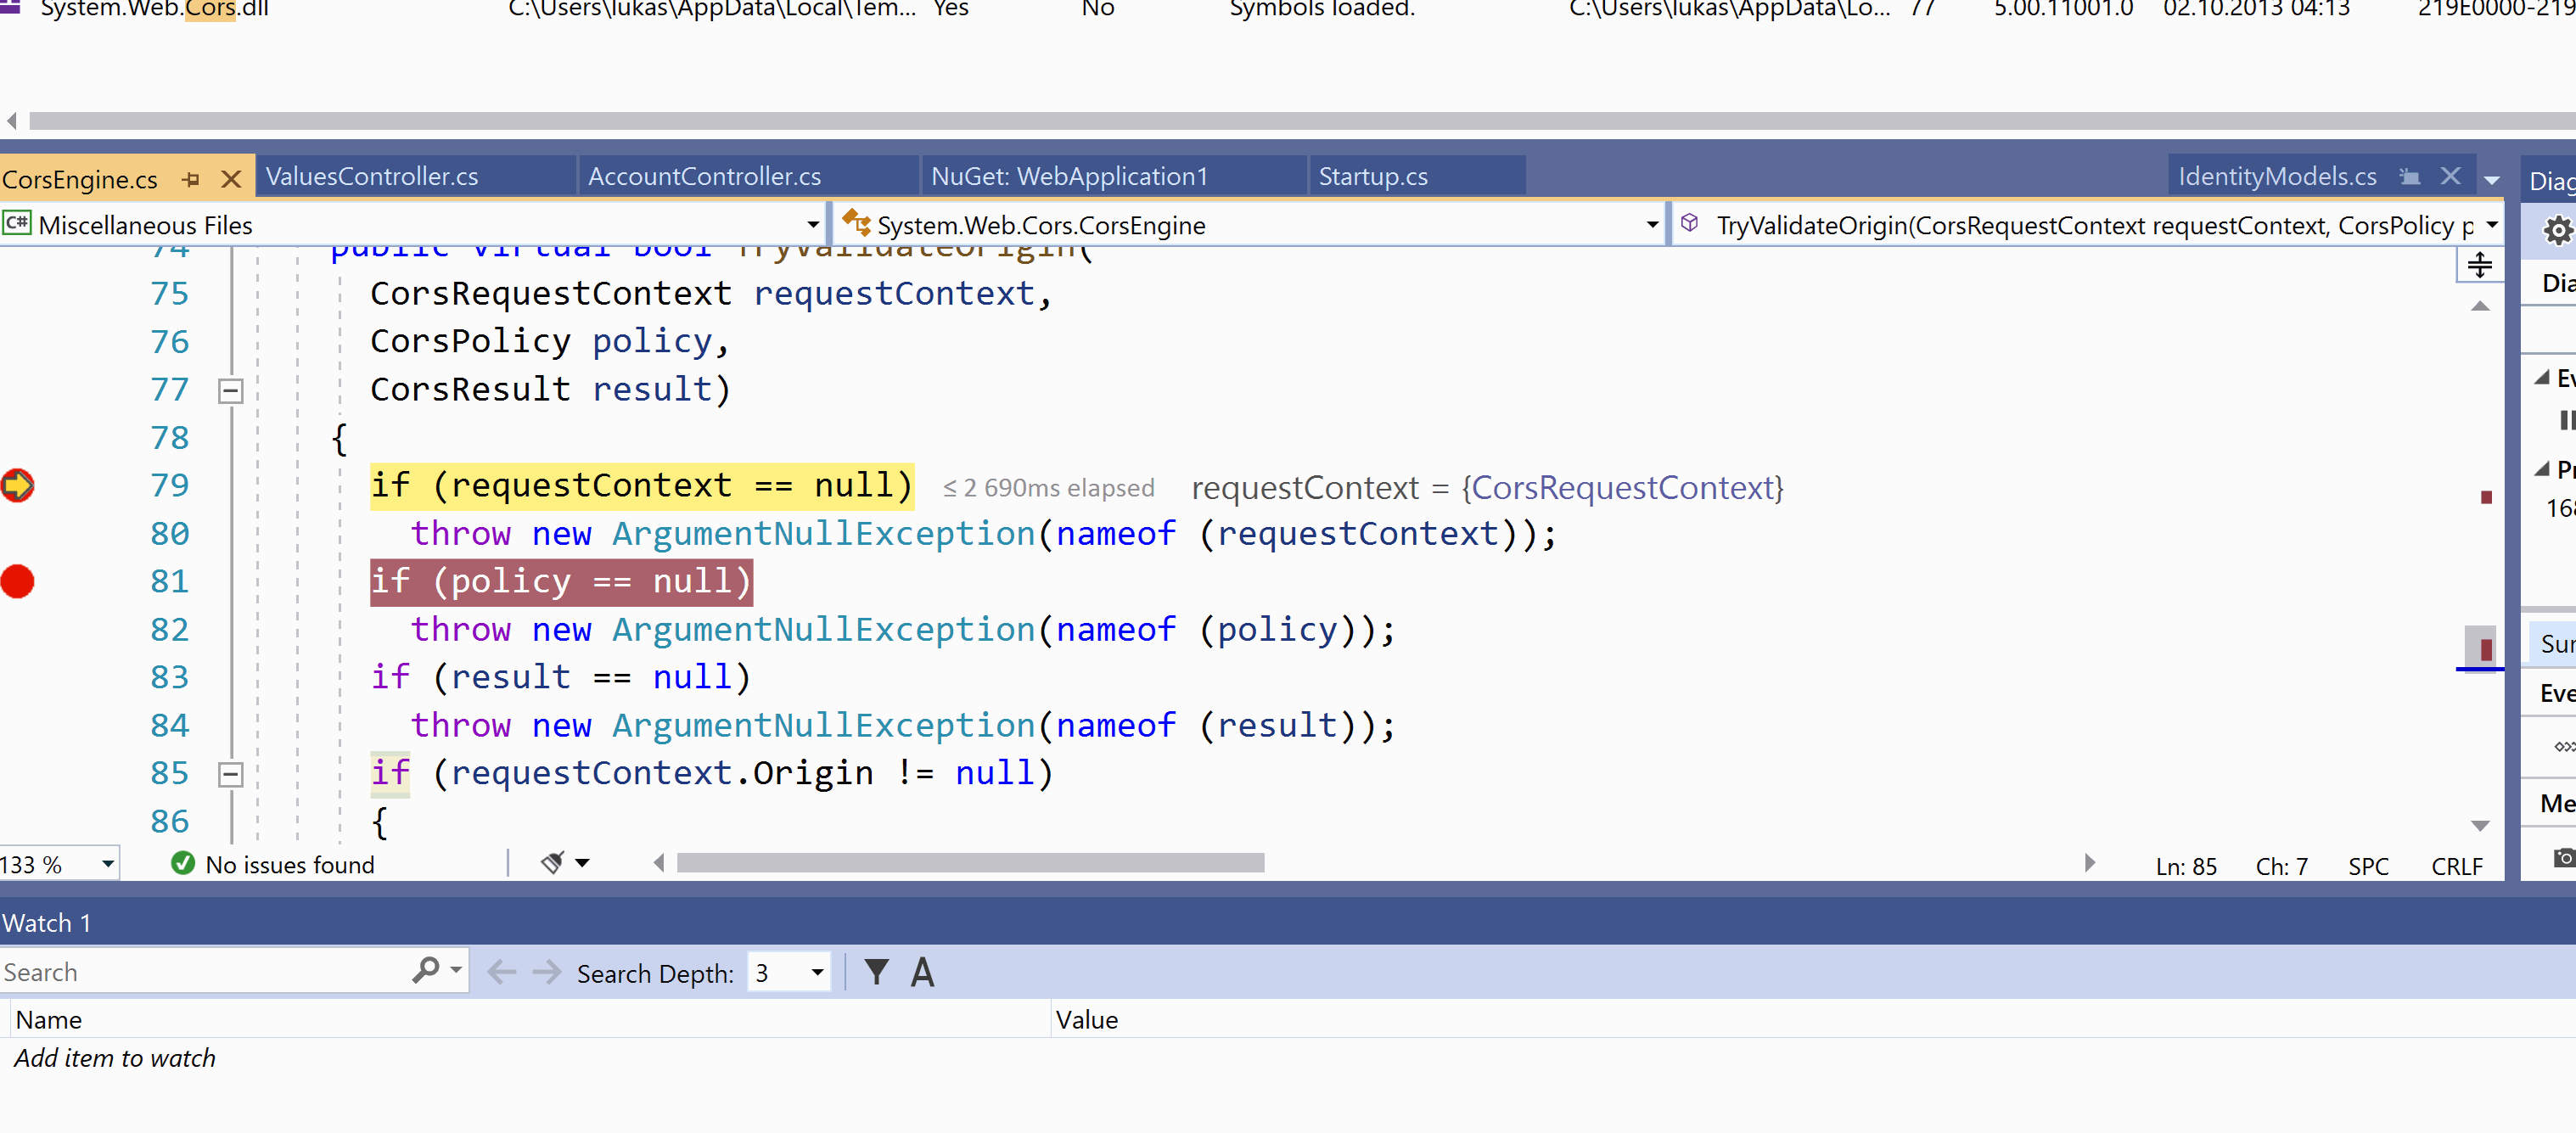 System.Web.Cors.dll C:\Users\lukas\AppData\Local\Tem... Yes No Symbols loaded. C:\Users\lukas\AppData\Lo... 77 5.00.11001.0 02.10.2013 04:13 219E0000-219
CorsEngine.cs ValuesController.cs AccountController.cs NuGet: WebApplication1 Startup.cs IdentityModels.cs
C# Miscellaneous Files System.Web.Cors.CorsEngine TryValidateOrigin(CorsRequestContext requestContext, CorsPolicy p
74 public virtual bool TryValidateOrigin(
75 CorsRequestContext requestContext,
76 CorsPolicy policy,
77 CorsResult result)
78 {
79 if (requestContext == null) ≤ 2 690ms elapsed requestContext = {CorsRequestContext}
80 throw new ArgumentNullException(nameof (requestContext));
81 if (policy == null)
82 throw new ArgumentNullException(nameof (policy));
83 if (result == null)
84 throw new ArgumentNullException(nameof (result));
85 if (requestContext.Origin != null)
86 {
133 % No issues found Ln: 85 Ch: 7 SPC CRLF
Diag
Dia
Ev
Pr
168
Sum
Eve
Me
Watch 1
Search Search Depth: 3 A
Name Value
Add item to watch